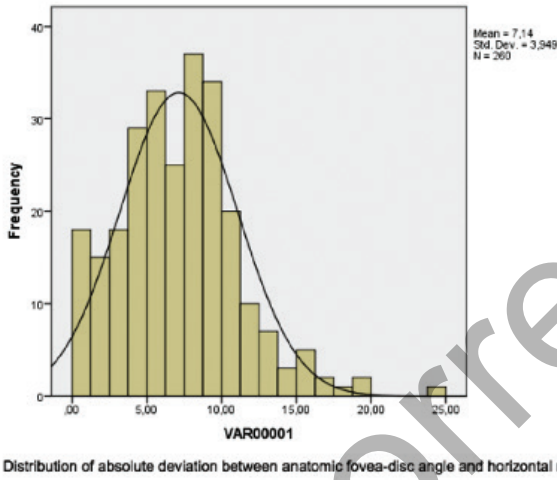 Mean = 7,14
Std. Dev. = 3,949
N = 260
40
30
20
10
0
Frequency
,00
5,00
10,00
15,00
20,00
25,00
VAR00001
Distribution of absolute deviation between anatomic fovea-disc angle and horizontal
orre